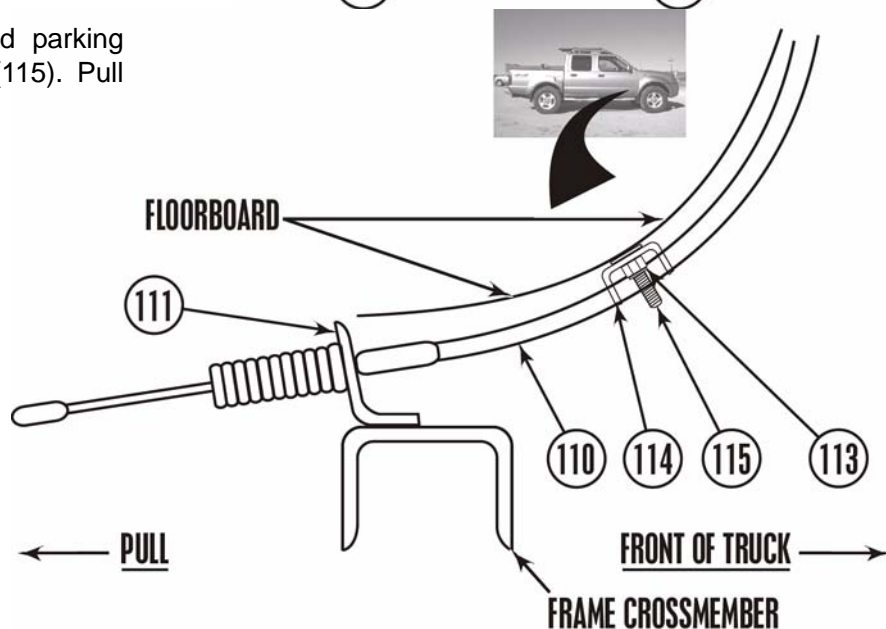 d parking
(115). Pull
FLOORBOARD
111
110
114
115
113
PULL
FRONT OF TRUCK
FRAME CROSSMEMBER